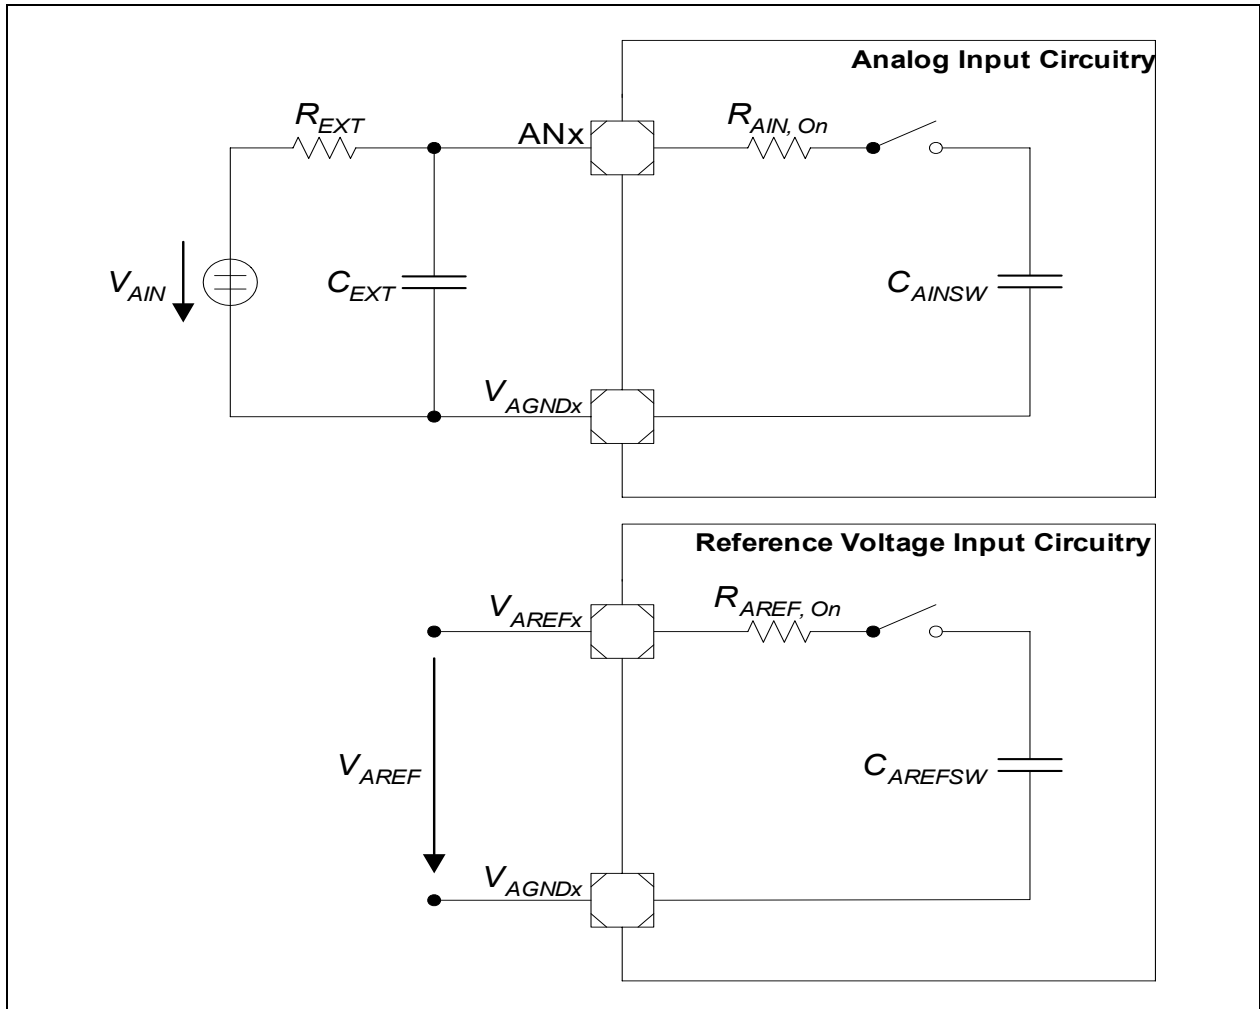 Analog Input Circuitry
R_EXT
ANx
R_AIN, On
V_AIN
C_EXT
C_AINSW
V_AGNDx
Reference Voltage Input Circuitry
V_AREFx
R_AREF, On
V_AREF
C_AREFSW
V_AGNDx